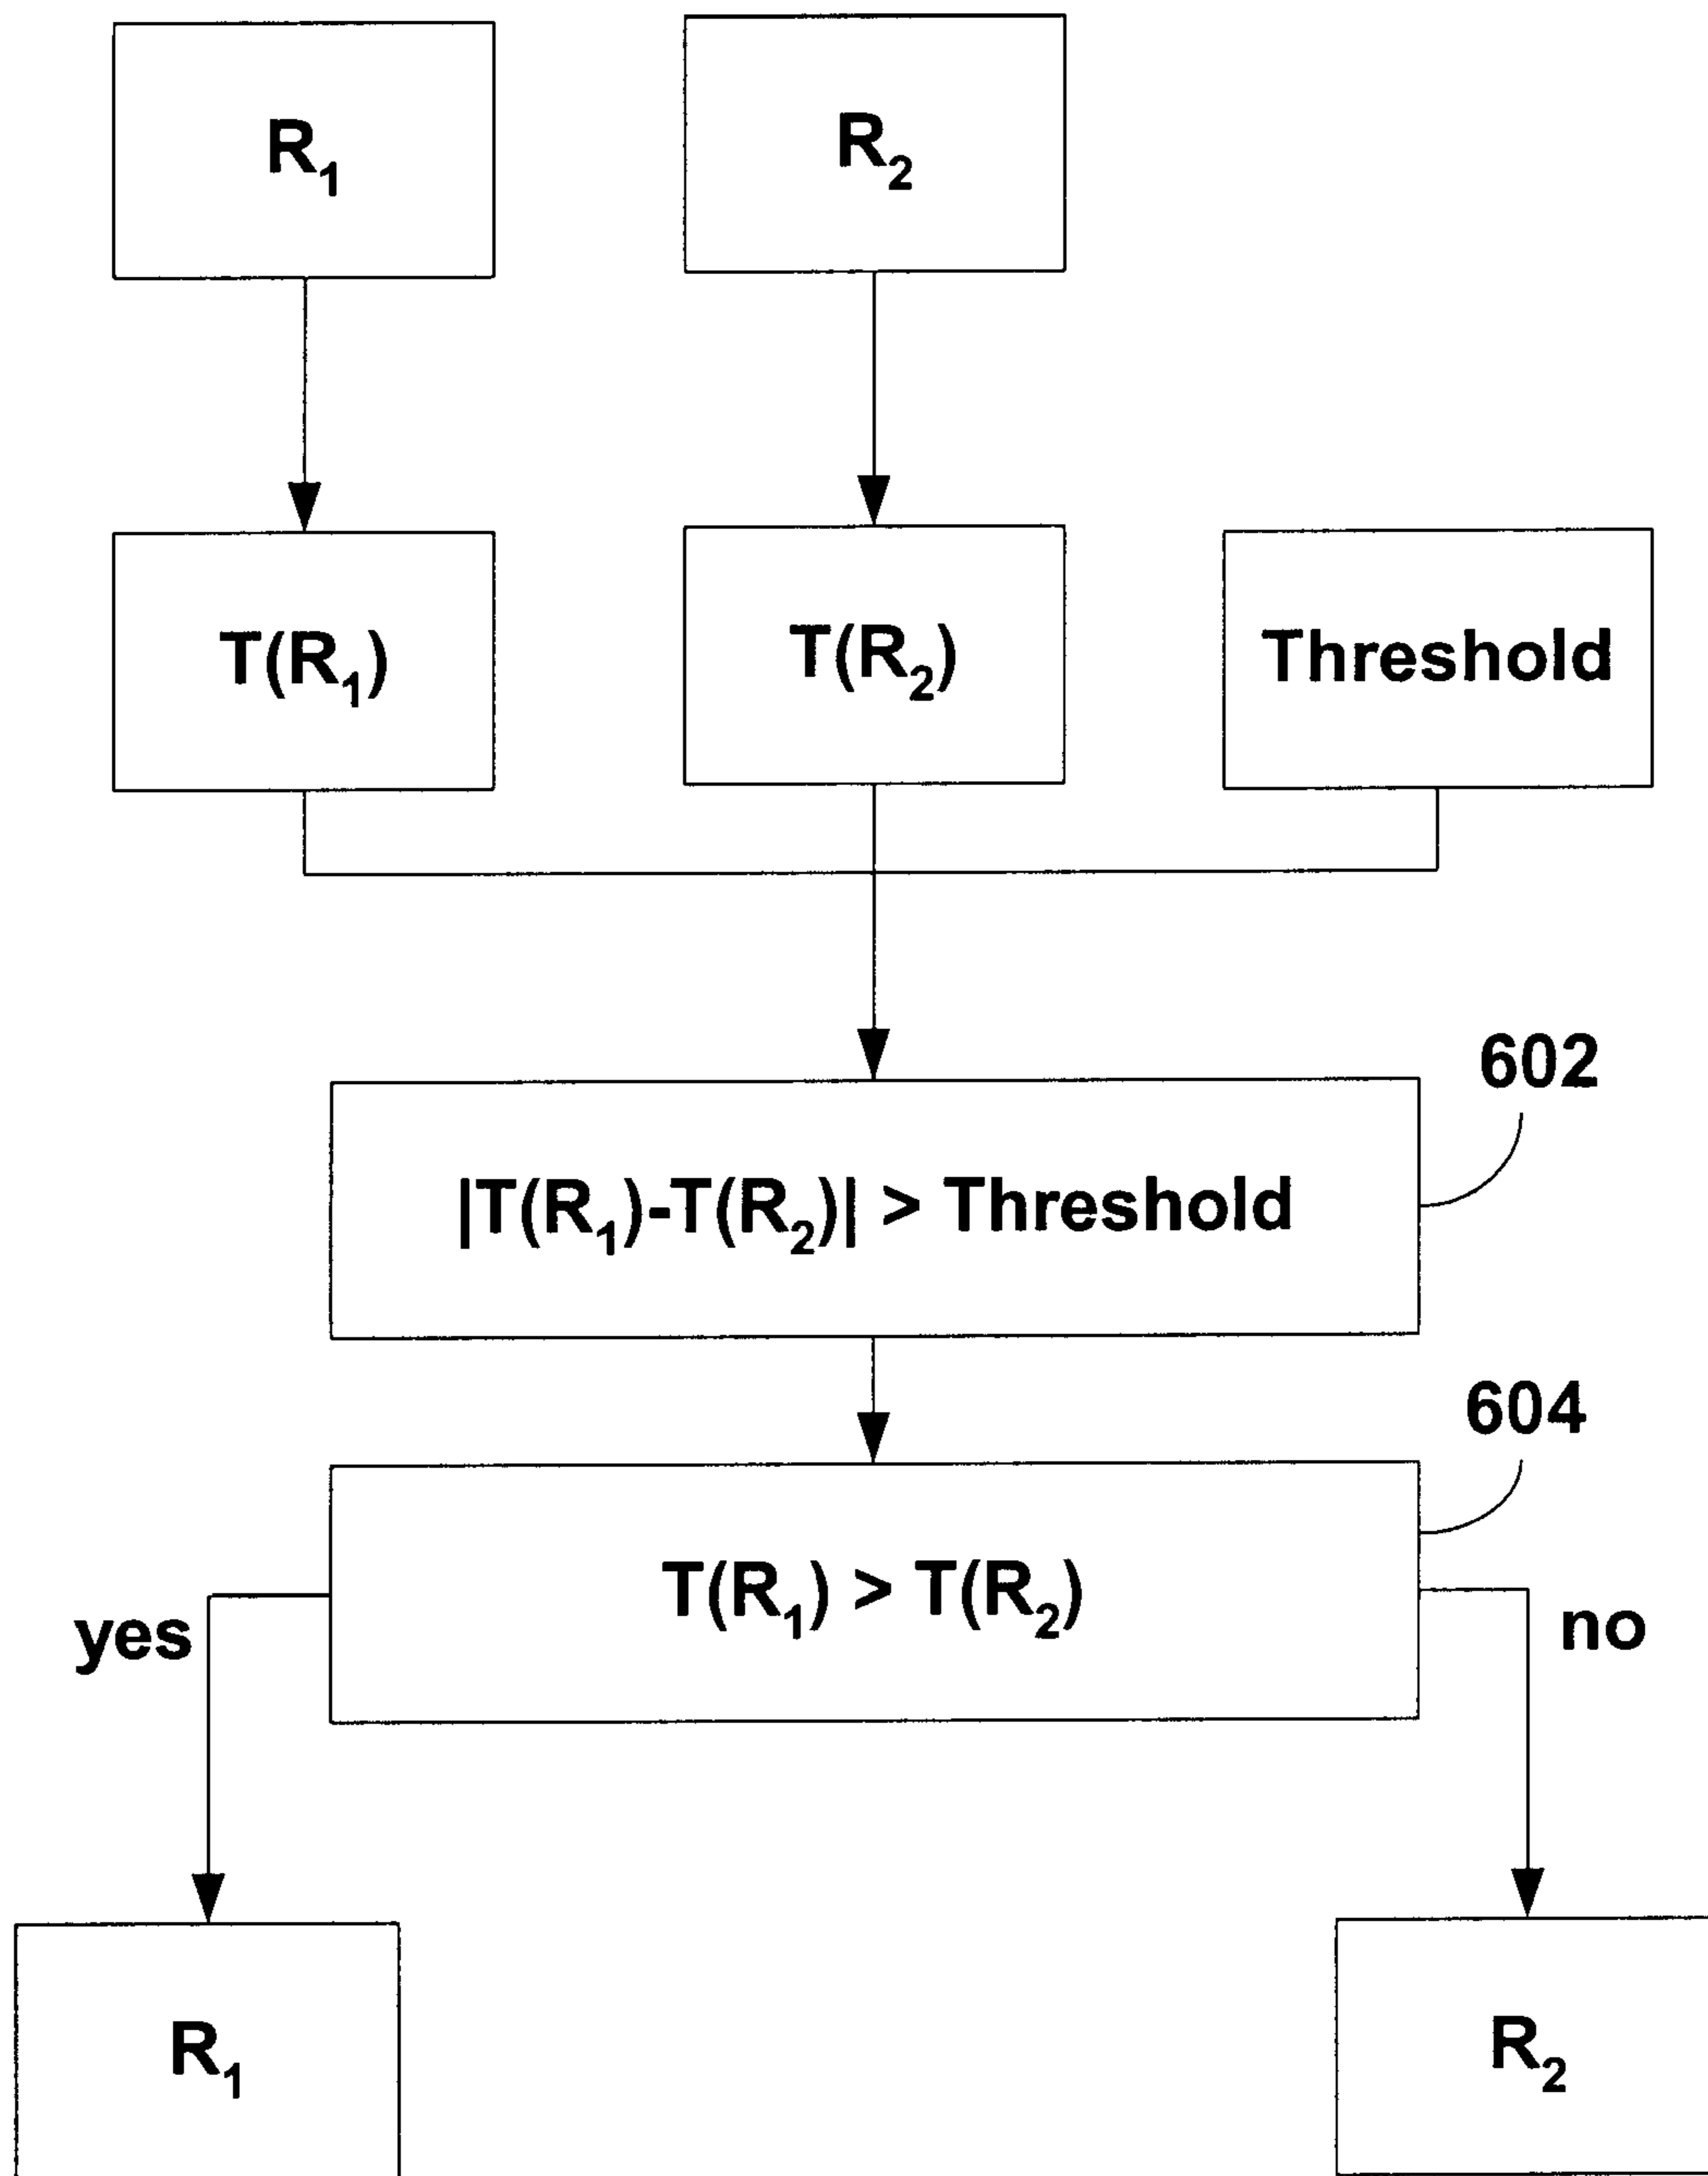 R₁
R₂
T(R₁)
T(R₂)
Threshold
602
|T(R₁)-T(R₂)| > Threshold
604
T(R₁) > T(R₂)
yes
no
R₁
R₂